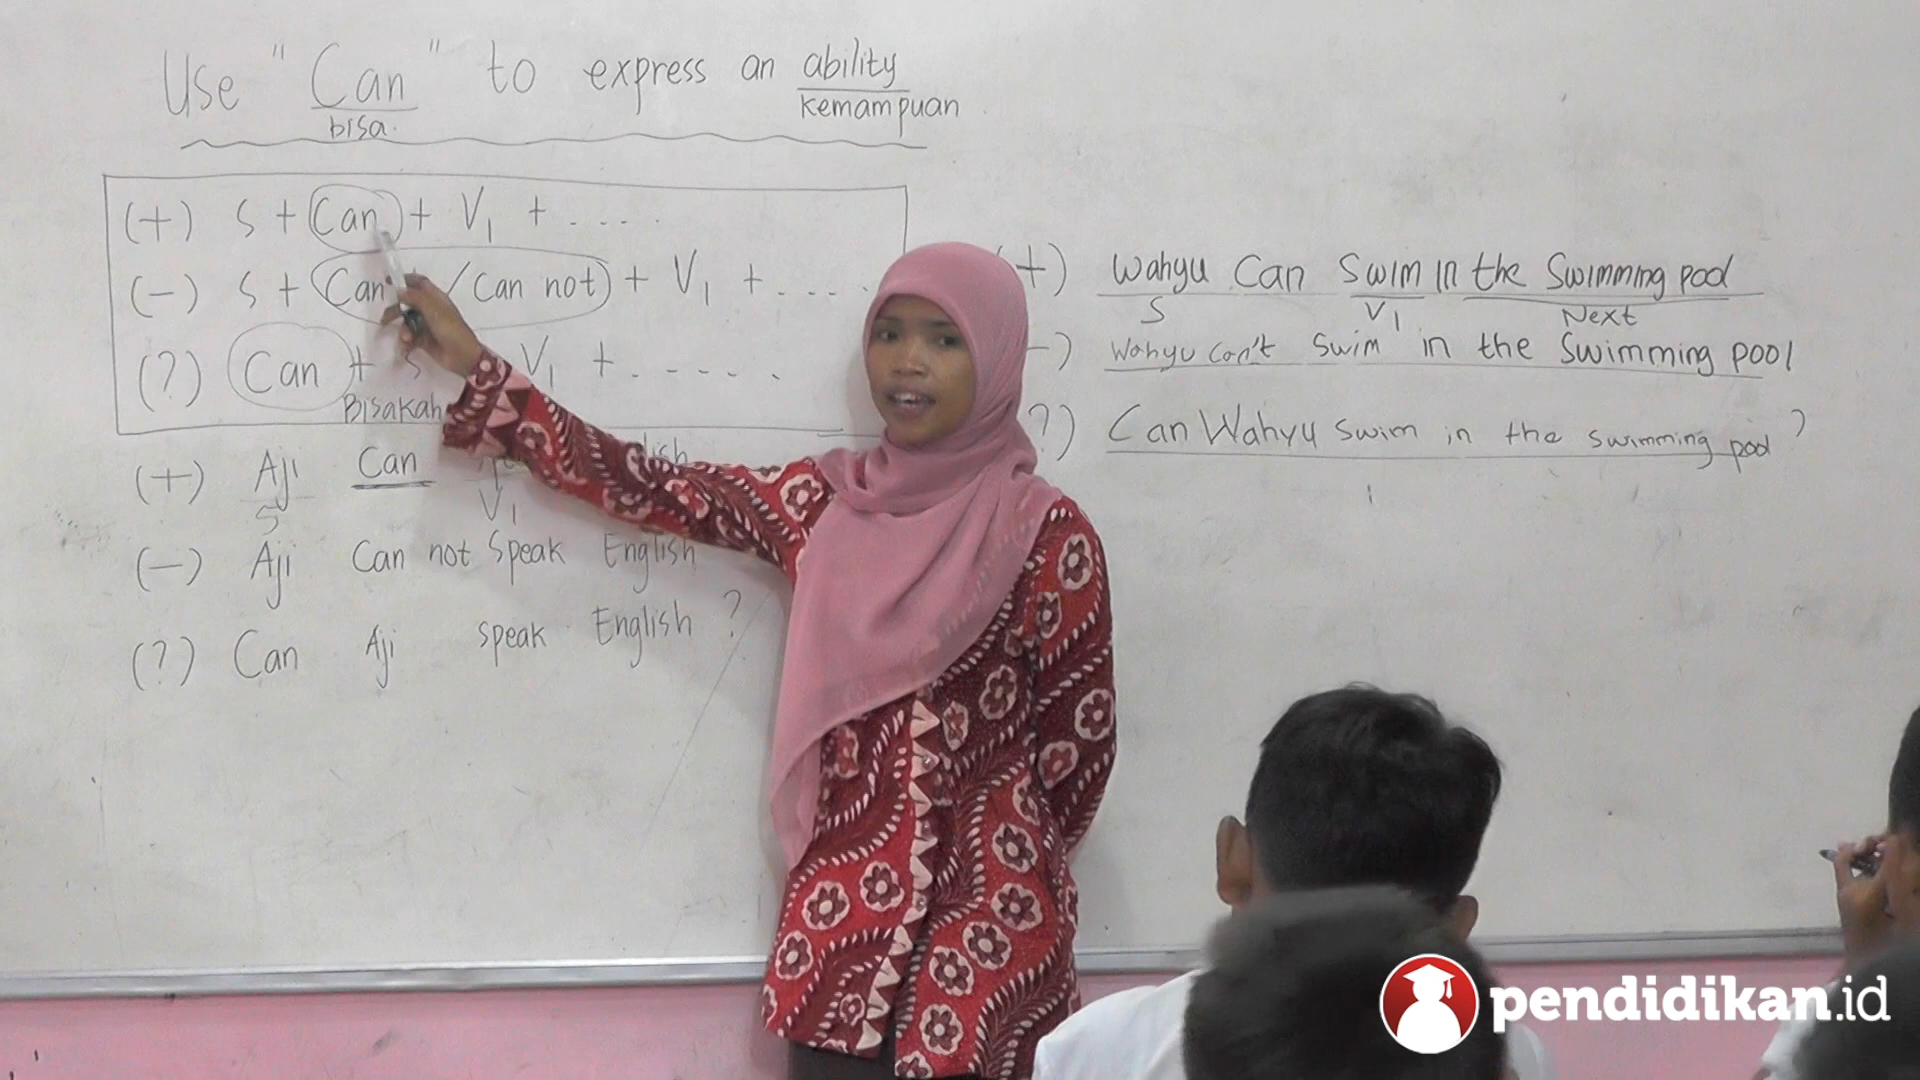 Use "Can" to express an ability
bisa. kemampuan
(+) S + Can + V1 + ....
(-) S + Can / Can not + V1 + ....
(?) Can + S V1 + .....
Bisakah
(+) Aji Can
S V1
(-) Aji Can not Speak English
(?) Can Aji speak English ?
+) Wahyu Can Swim in the Swimming pool
S V1 Next
-) Wahyu can't Swim in the Swimming pool
?) Can Wahyu swim in the swimming pool ?
pendidikan.id